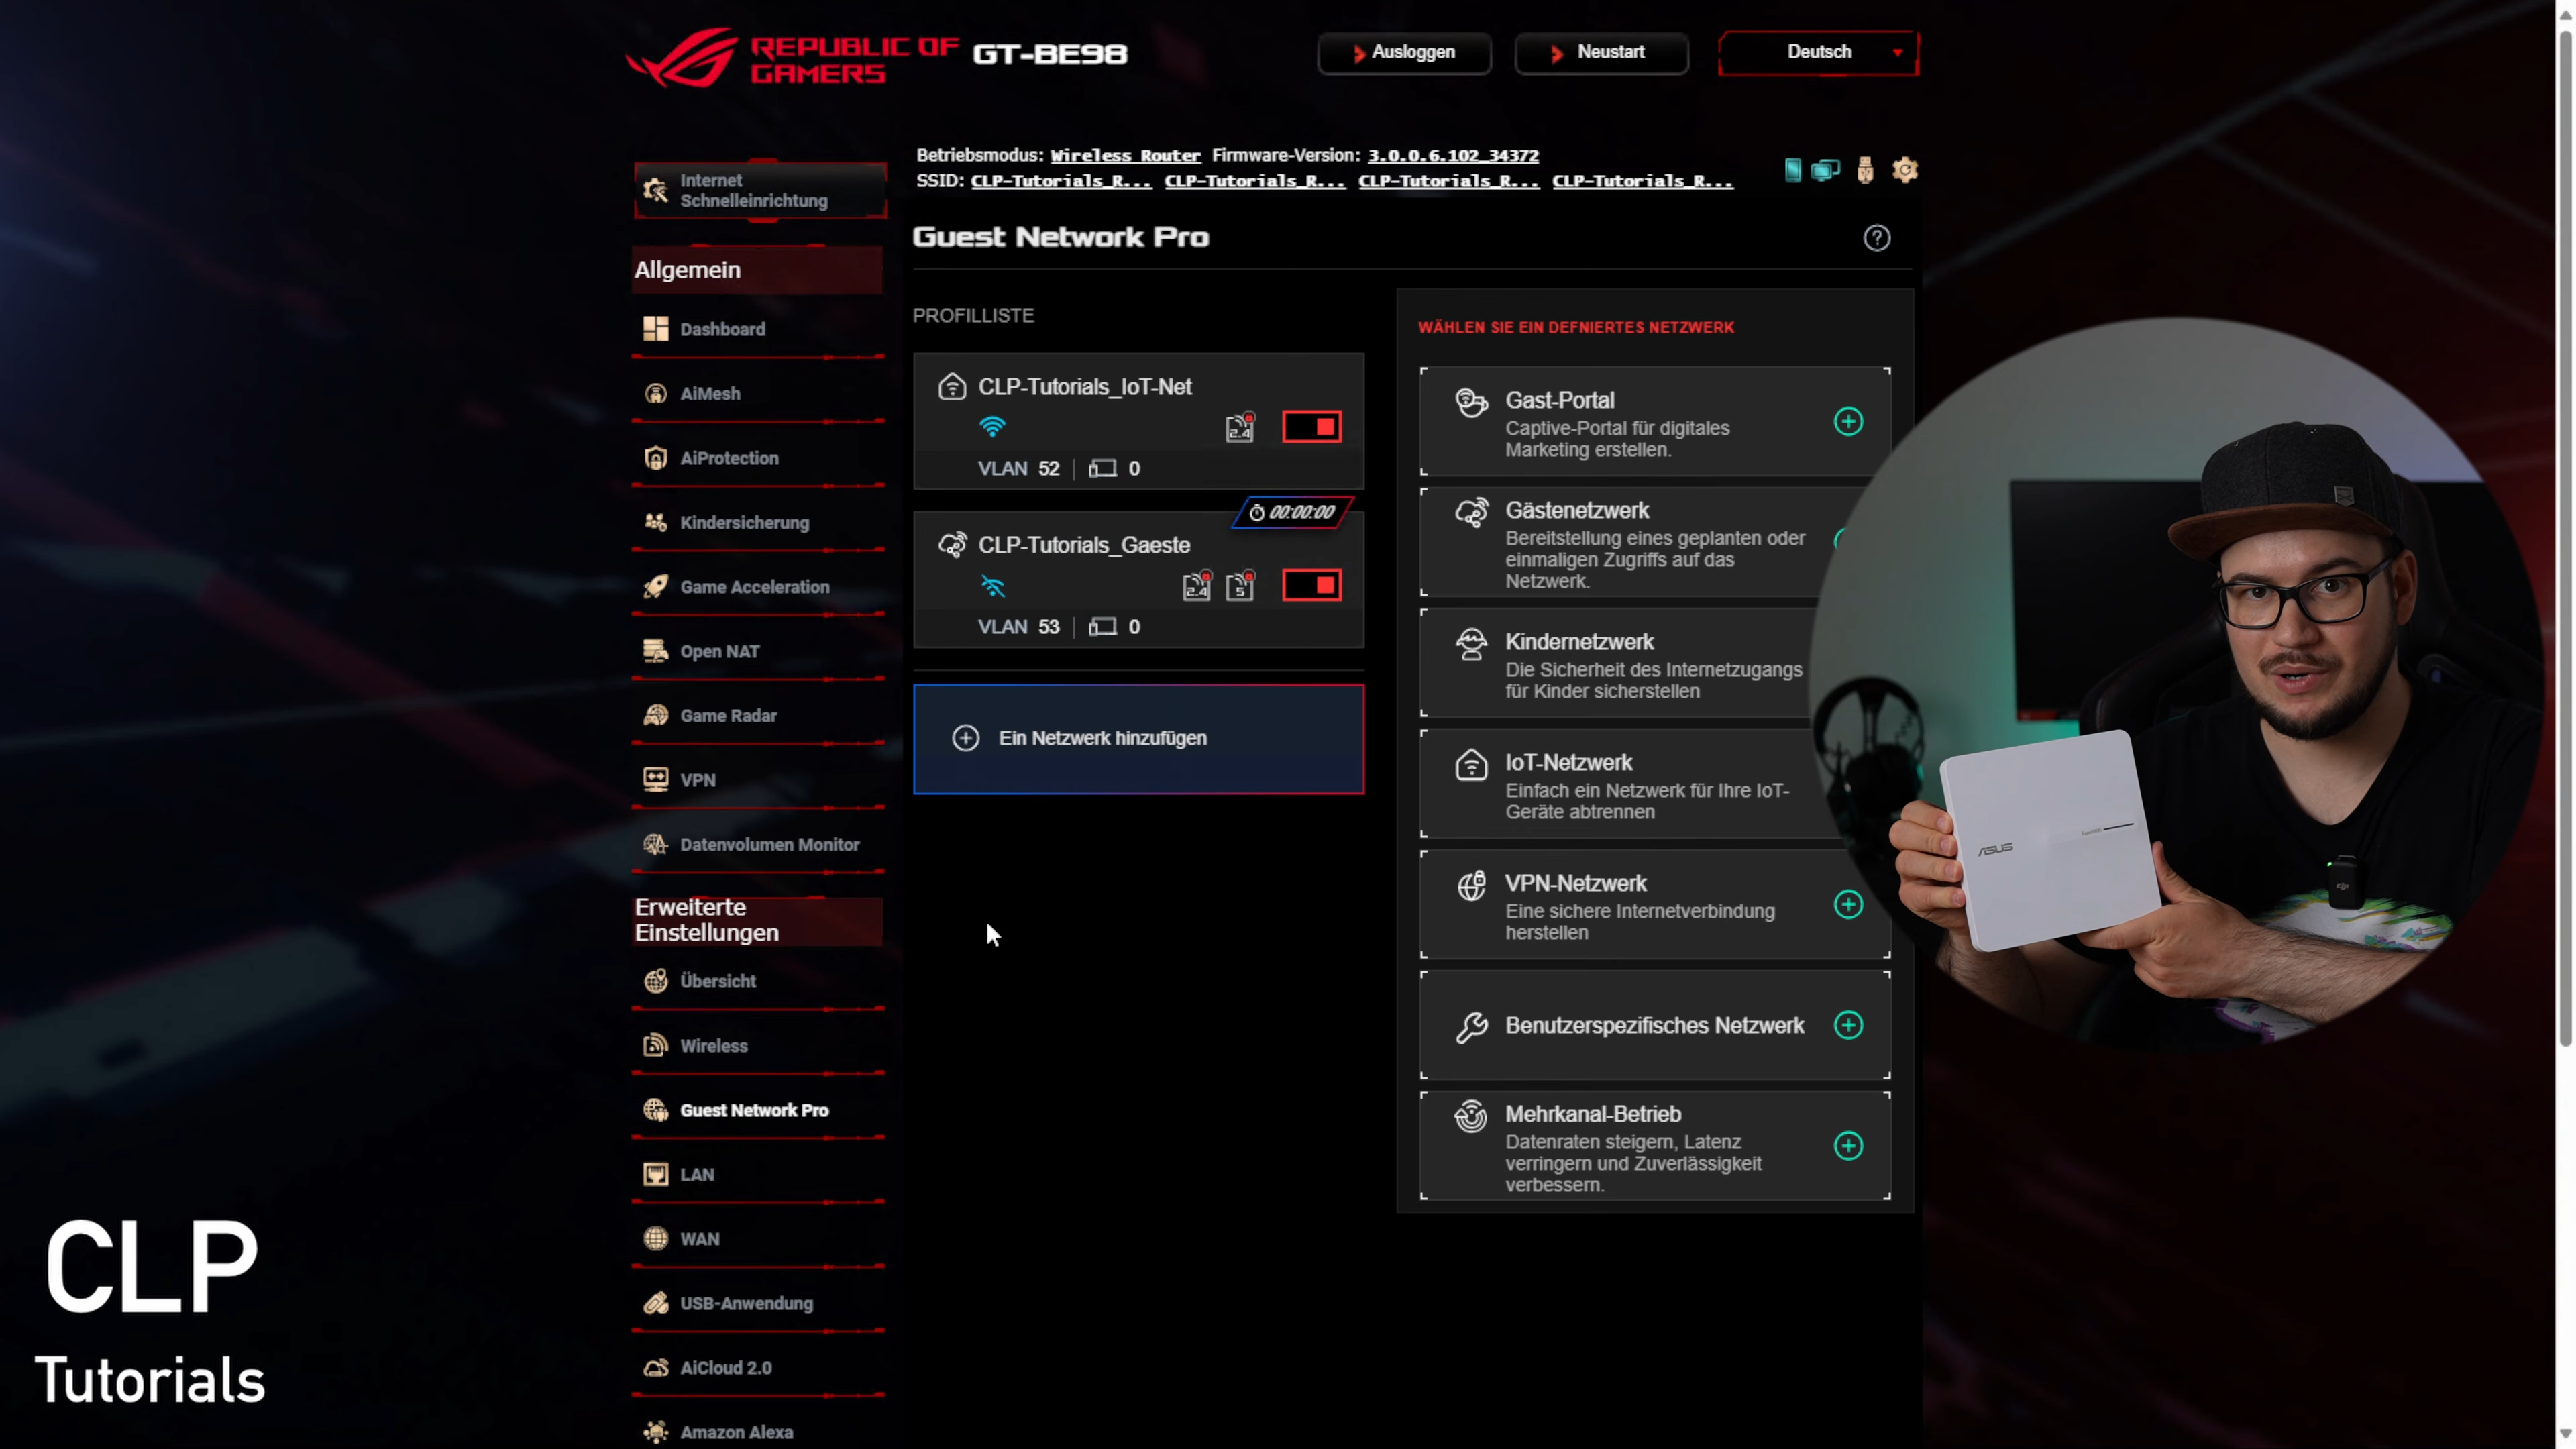 REPUBLIC OF
GAMERS
GT-BE98
Ausloggen
Neustart
Deutsch
Betriebsmodus: Wireless Router Firmware-Version: 3.0.0.6.102_34372
SSID: CLP-Tutorials_R... CLP-Tutorials_R... CLP-Tutorials_R... CLP-Tutorials_R...
Internet
Schnelleinrichtung
Allgemein
Dashboard
AiMesh
AiProtection
Kindersicherung
Game Acceleration
Open NAT
Game Radar
VPN
Datenvolumen Monitor
Erweiterte
Einstellungen
Übersicht
Wireless
Guest Network Pro
LAN
WAN
USB-Anwendung
AiCloud 2.0
Amazon Alexa
Guest Network Pro
PROFILLISTE
CLP-Tutorials_IoT-Net
2.4
VLAN 52 | 0
00:00:00
CLP-Tutorials_Gaeste
2.4 5
VLAN 53 | 0
Ein Netzwerk hinzufügen
WÄHLEN SIE EIN DEFNIERTES NETZWERK
Gast-Portal
Captive-Portal für digitales
Marketing erstellen.
Gästenetzwerk
Bereitstellung eines geplanten oder
einmaligen Zugriffs auf das
Netzwerk.
Kindernetzwerk
Die Sicherheit des Internetzugangs
für Kinder sicherstellen
IoT-Netzwerk
Einfach ein Netzwerk für Ihre IoT-
Geräte abtrennen
VPN-Netzwerk
Eine sichere Internetverbindung
herstellen
Benutzerspezifisches Netzwerk
Mehrkanal-Betrieb
Datenraten steigern, Latenz
verringern und Zuverlässigkeit
verbessern.
ASUS
dji
CLP
Tutorials